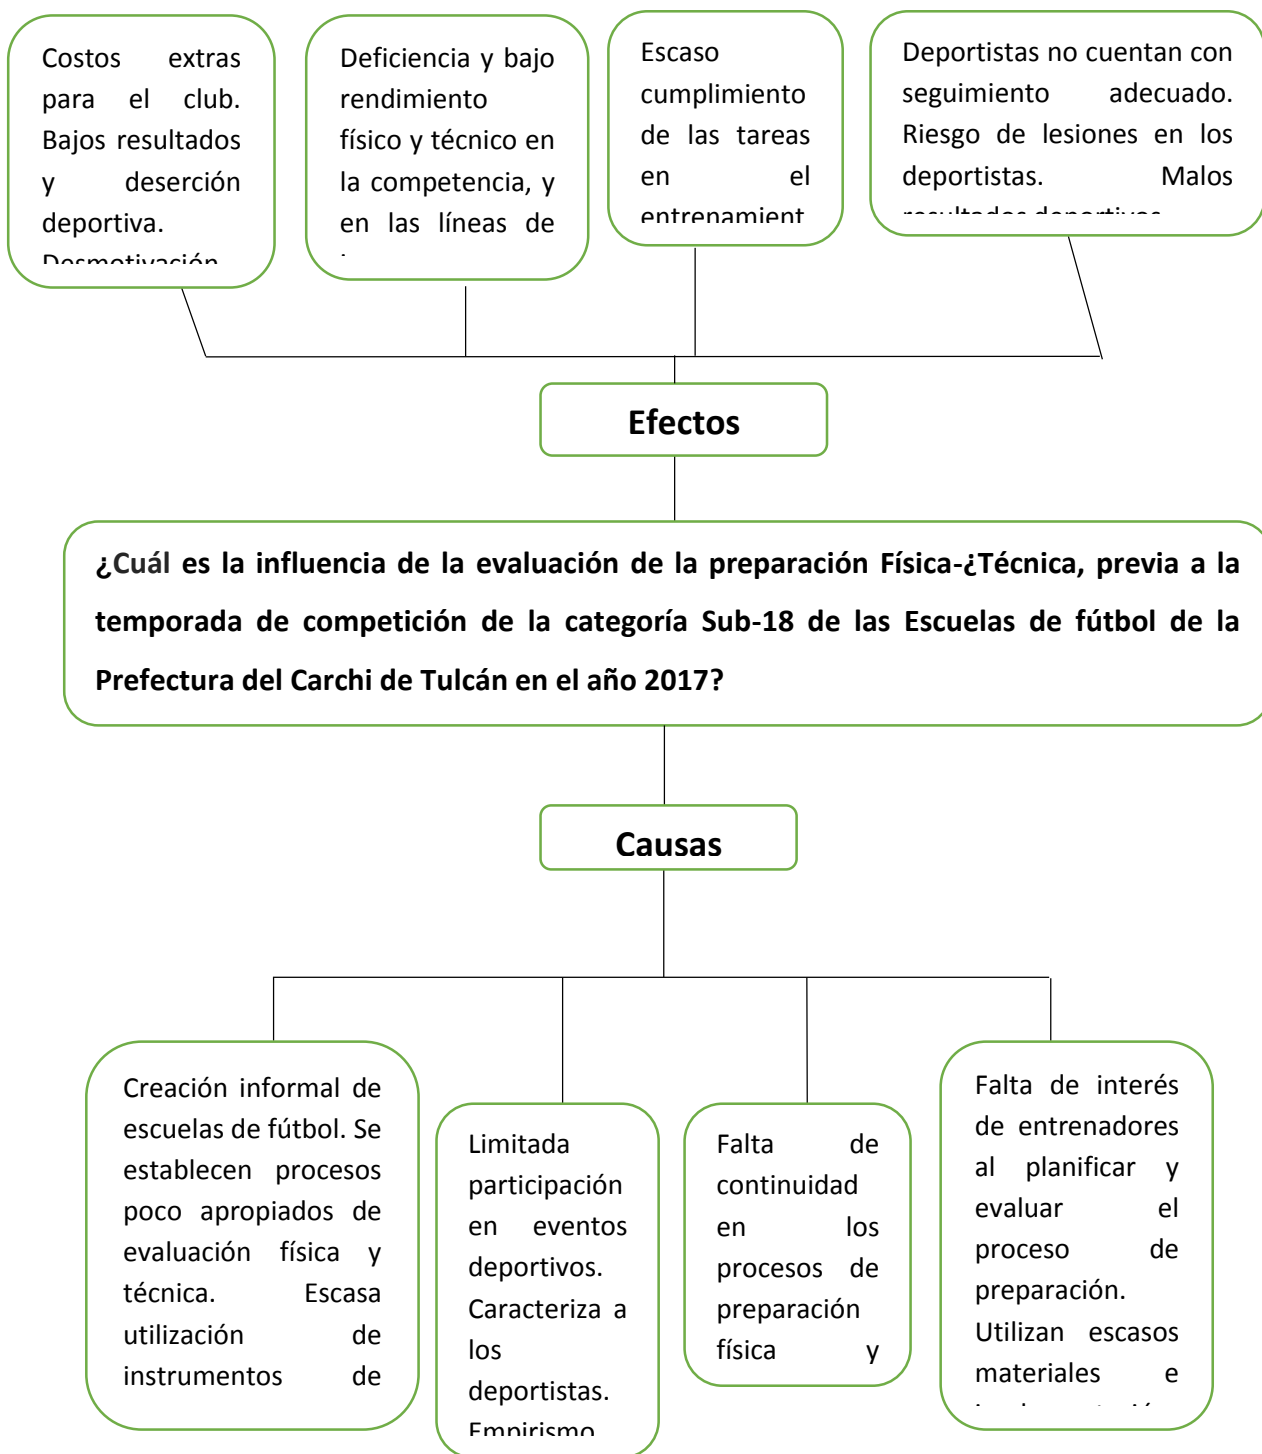 Costos extras
para el club.
Bajos resultados
y deserción
deportiva.
Desmotivación
Deficiencia y bajo
rendimiento
físico y técnico en
la competencia, y
en las líneas de
Escaso
cumplimiento
de las tareas
en el
entrenamient
Deportistas no cuentan con
seguimiento adecuado.
Riesgo de lesiones en los
deportistas. Malos
resultados deportivos
Efectos
¿Cuál es la influencia de la evaluación de la preparación Física-¿Técnica, previa a la
temporada de competición de la categoría Sub-18 de las Escuelas de fútbol de la
Prefectura del Carchi de Tulcán en el año 2017?
Causas
Creación informal de
escuelas de fútbol. Se
establecen procesos
poco apropiados de
evaluación física y
técnica. Escasa
utilización de
instrumentos de
Limitada
participación
en eventos
deportivos.
Caracteriza a
los
deportistas.
Empirismo
Falta de
continuidad
en los
procesos de
preparación
física y
Falta de interés
de entrenadores
al planificar y
evaluar el
proceso de
preparación.
Utilizan escasos
materiales e